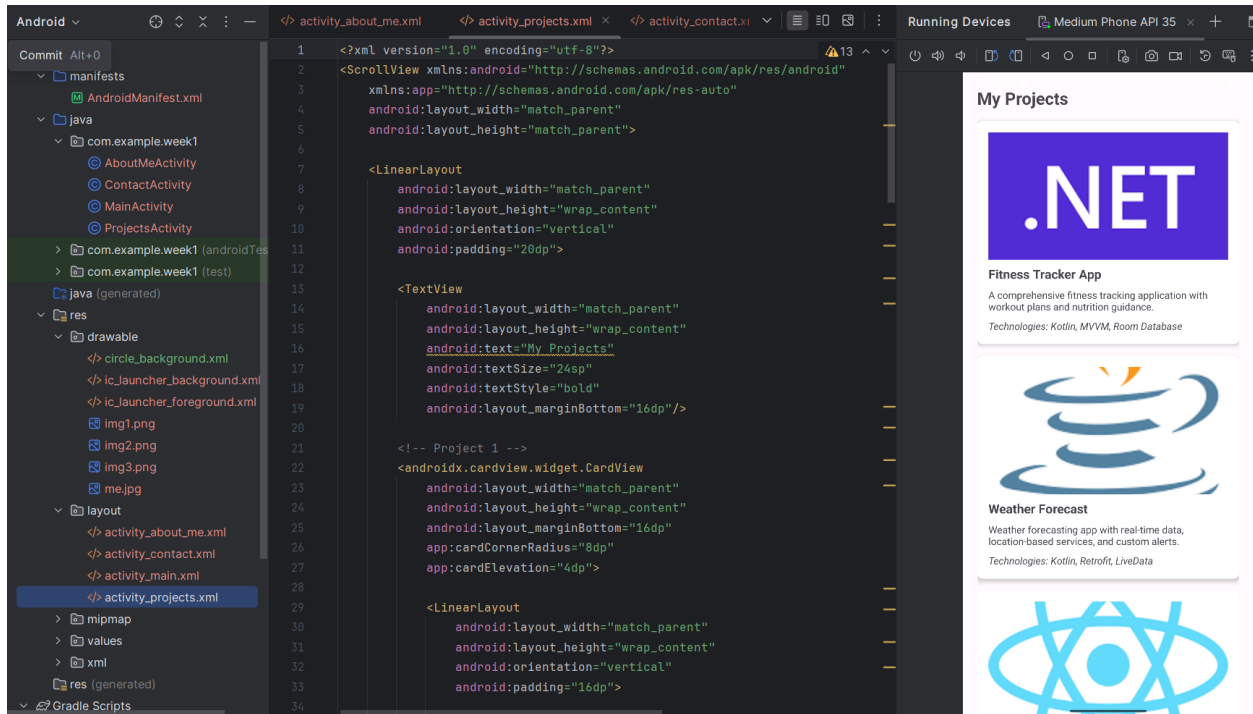 Android
Commit Alt+0
manifests
AndroidManifest.xml
java
com.example.week1
AboutMeActivity
ContactActivity
MainActivity
ProjectsActivity
com.example.week1 (androidTes
com.example.week1 (test)
java (generated)
res
drawable
circle_background.xml
ic_launcher_background.xml
ic_launcher_foreground.xml
img1.png
img2.png
img3.png
me.jpg
layout
activity_about_me.xml
activity_contact.xml
activity_main.xml
activity_projects.xml
mipmap
values
xml
res (generated)
Gradle Scripts
activity_about_me.xml activity_projects.xml activity_contact.x
13
1 <?xml version="1.0" encoding="utf-8"?>
2 <ScrollView xmlns:android="http://schemas.android.com/apk/res/android"
3 xmlns:app="http://schemas.android.com/apk/res-auto"
4 android:layout_width="match_parent"
5 android:layout_height="match_parent">
6
7 <LinearLayout
8 android:layout_width="match_parent"
9 android:layout_height="wrap_content"
10 android:orientation="vertical"
11 android:padding="20dp">
12
13 <TextView
14 android:layout_width="match_parent"
15 android:layout_height="wrap_content"
16 android:text="My Projects"
17 android:textSize="24sp"
18 android:textStyle="bold"
19 android:layout_marginBottom="16dp"/>
20
21 <!-- Project 1 -->
22 <androidx.cardview.widget.CardView
23 android:layout_width="match_parent"
24 android:layout_height="wrap_content"
25 android:layout_marginBottom="16dp"
26 app:cardCornerRadius="8dp"
27 app:cardElevation="4dp">
28
29 <LinearLayout
30 android:layout_width="match_parent"
31 android:layout_height="wrap_content"
32 android:orientation="vertical"
33 android:padding="16dp">
34
Running Devices Medium Phone API 35
My Projects
.NET
Fitness Tracker App
A comprehensive fitness tracking application with
workout plans and nutrition guidance.
Technologies: Kotlin, MVVM, Room Database
Weather Forecast
Weather forecasting app with real-time data,
location-based services, and custom alerts.
Technologies: Kotlin, Retrofit, LiveData